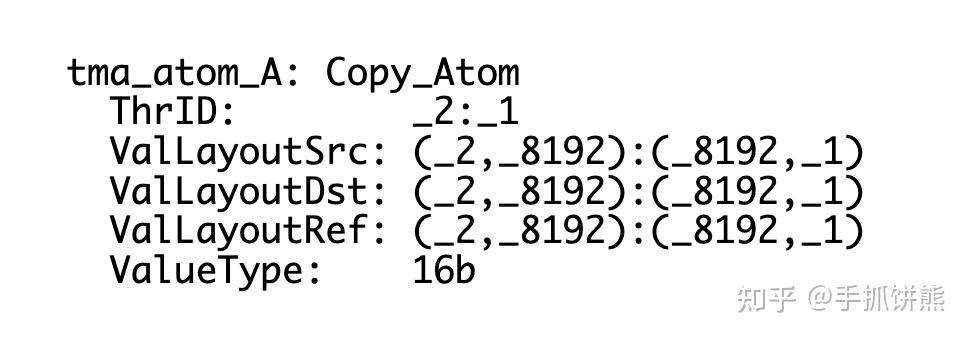 tma_atom_A: Copy_Atom
  ThrID:        _2:_1
  ValLayoutSrc: (_2,_8192):(_8192,_1)
  ValLayoutDst: (_2,_8192):(_8192,_1)
  ValLayoutRef: (_2,_8192):(_8192,_1)
  ValueType:    16b
知乎 @手抓饼熊